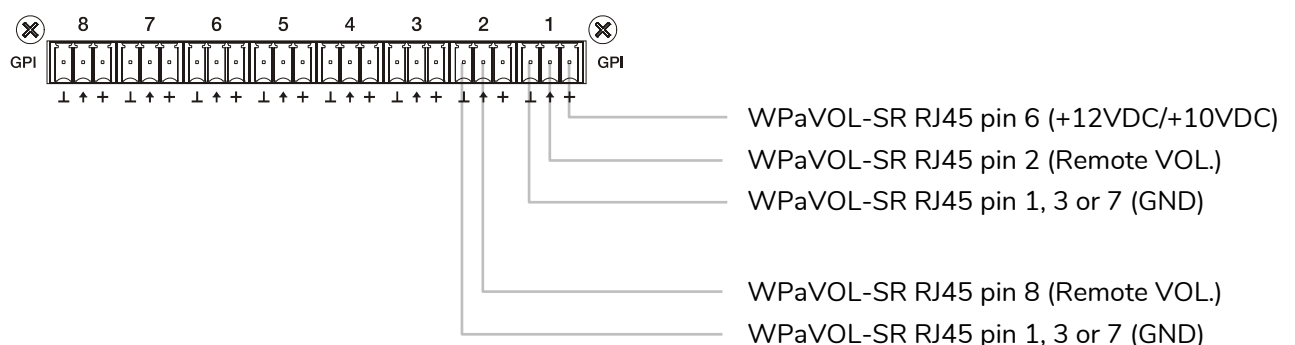 8 7 6 5 4 3 2 1
GPI GPI
⊥ ↑ + ⊥ ↑ + ⊥ ↑ + ⊥ ↑ + ⊥ ↑ + ⊥ ↑ + ⊥ ↑ + ⊥ ↑ +
WPaVOL-SR RJ45 pin 6 (+12VDC/+10VDC)
WPaVOL-SR RJ45 pin 2 (Remote VOL.)
WPaVOL-SR RJ45 pin 1, 3 or 7 (GND)
WPaVOL-SR RJ45 pin 8 (Remote VOL.)
WPaVOL-SR RJ45 pin 1, 3 or 7 (GND)